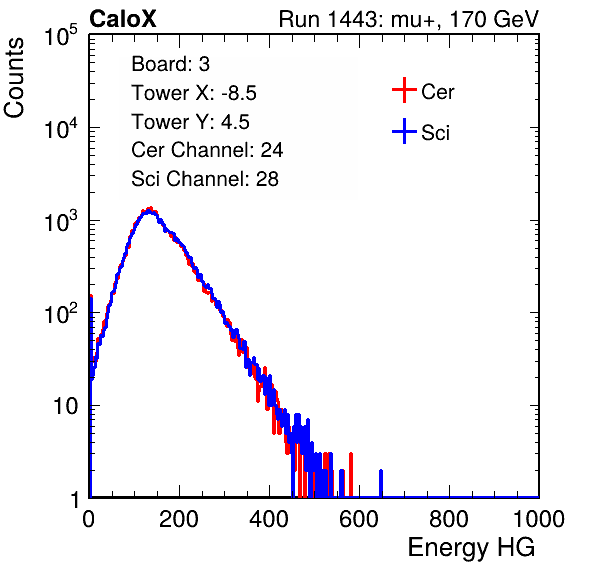 CaloX Run 1443: mu+, 170 GeV
Counts
Board: 3
Tower X: -8.5
Tower Y: 4.5
Cer Channel: 24
Sci Channel: 28
Cer
Sci
10^5
10^4
10^3
10^2
10
1
0 200 400 600 800 1000
Energy HG